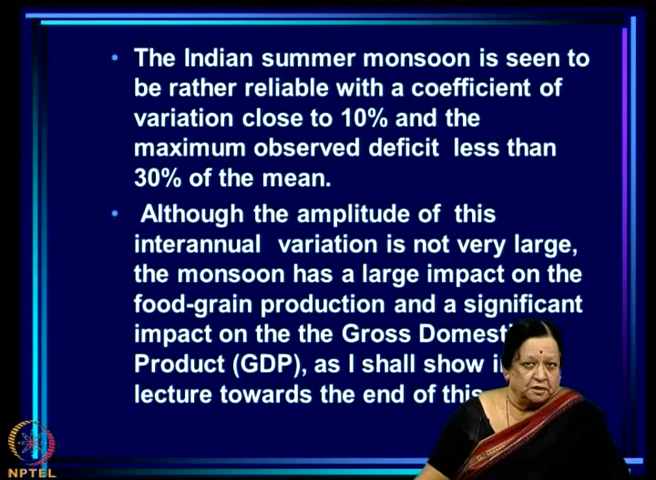 • The Indian summer monsoon is seen to
be rather reliable with a coefficient of
variation close to 10% and the
maximum observed deficit less than
30% of the mean.
• Although the amplitude of this
interannual variation is not very large,
the monsoon has a large impact on the
food-grain production and a significant
impact on the the Gross Domesti
Product (GDP), as I shall show i
lecture towards the end of this
NPTEL